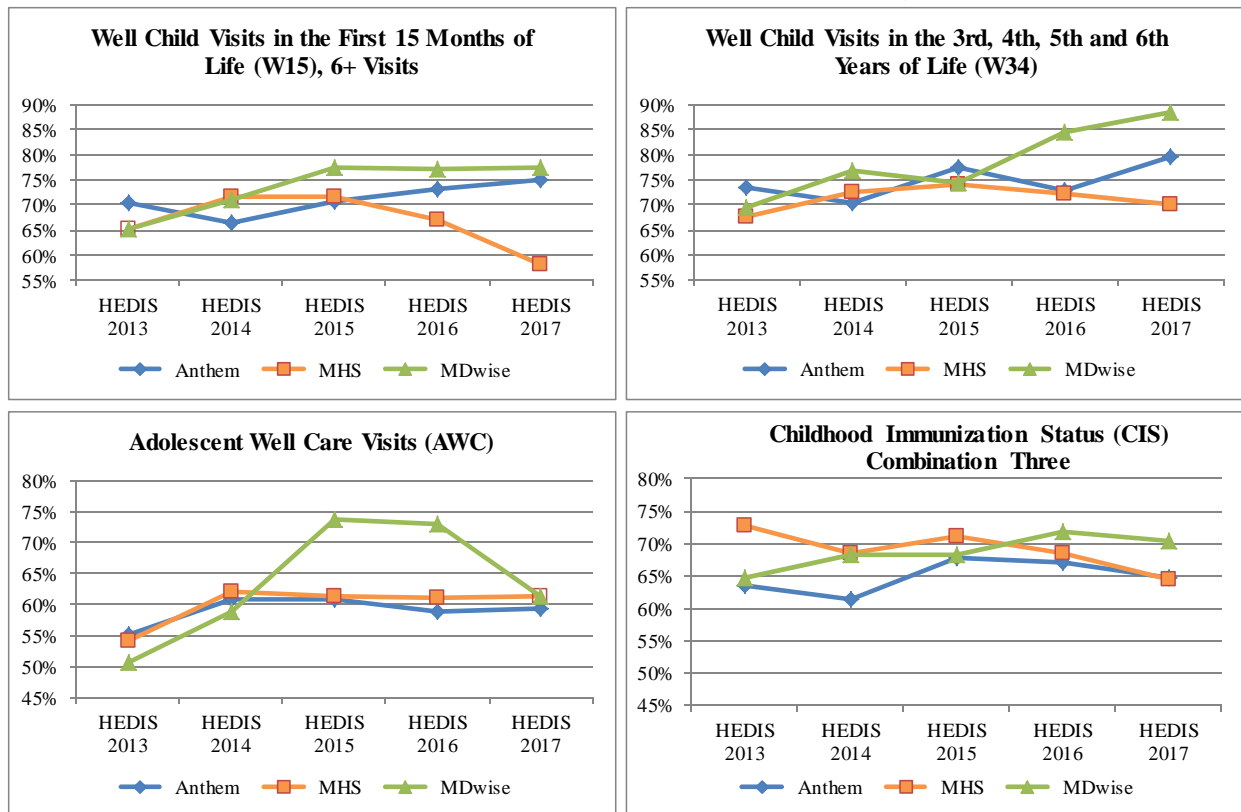 Well Child Visits in the First 15 Months of
Life (W15), 6+ Visits
90%
85%
80%
75%
70%
65%
60%
55%
HEDIS HEDIS HEDIS HEDIS HEDIS
2013 2014 2015 2016 2017
Anthem MHS MDwise
Well Child Visits in the 3rd, 4th, 5th and 6th
Years of Life (W34)
90%
85%
80%
75%
70%
65%
60%
55%
HEDIS HEDIS HEDIS HEDIS HEDIS
2013 2014 2015 2016 2017
Anthem MHS MDwise
Adolescent Well Care Visits (AWC)
80%
75%
70%
65%
60%
55%
50%
45%
HEDIS HEDIS HEDIS HEDIS HEDIS
2013 2014 2015 2016 2017
Anthem MHS MDwise
Childhood Immunization Status (CIS)
Combination Three
80%
75%
70%
65%
60%
55%
50%
45%
HEDIS HEDIS HEDIS HEDIS HEDIS
2013 2014 2015 2016 2017
Anthem MHS MDwise